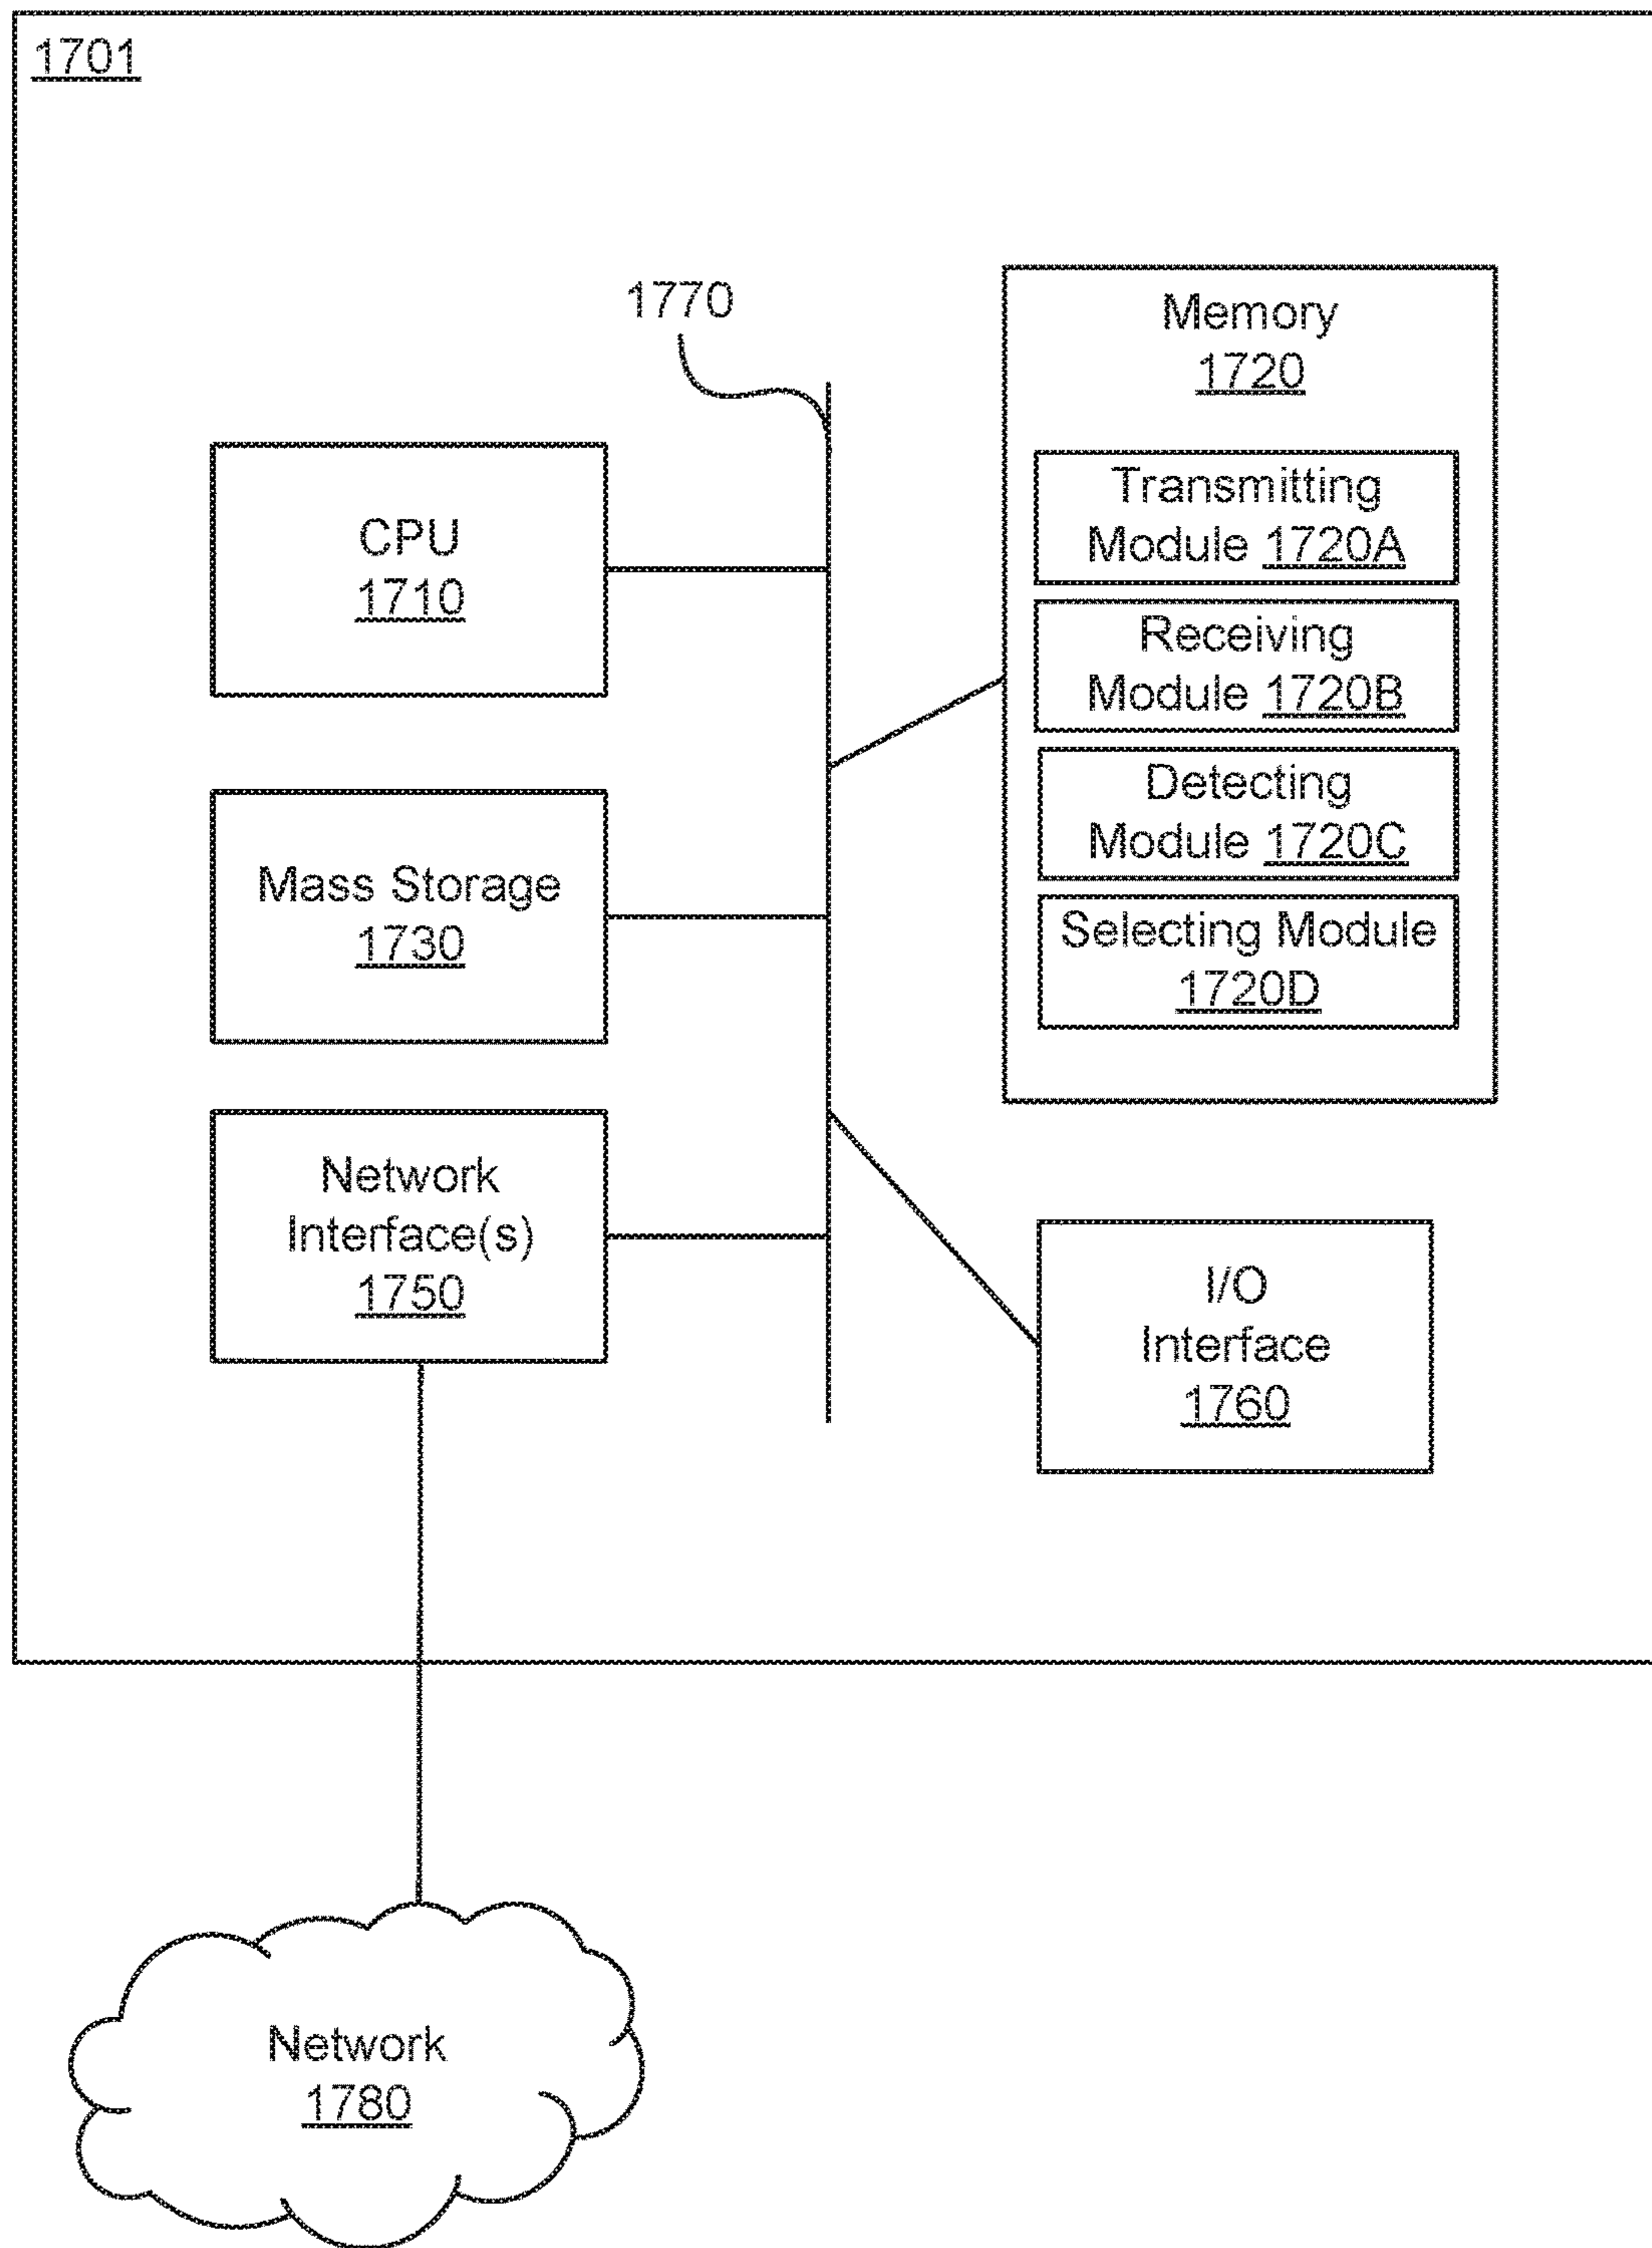 1701
1770
Memory
1720
Transmitting
Module 1720A
Receiving
Module 1720B
Detecting
Module 1720C
Selecting Module
1720D
CPU
1710
Mass Storage
1730
Network
Interface(s)
1750
I/O
Interface
1760
Network
1780